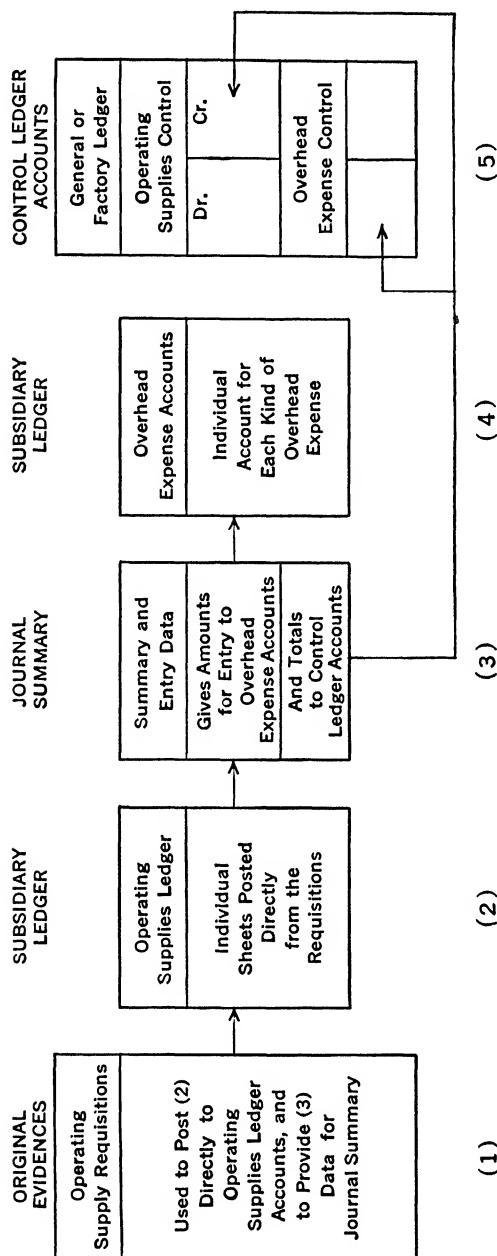 ORIGINAL
EVIDENCES
Operating
Supply Requisitions
Used to Post (2)
Directly to
Operating
Supplies Ledger
Accounts, and
to Provide (3)
Data for
Journal Summary
(1)
SUBSIDIARY
LEDGER
Operating Supplies Ledger
Individual
Sheets Posted
Directly
from the
Requisitions
(2)
JOURNAL
SUMMARY
Summary and
Entry Data
Gives Amounts
for Entry to
Overhead
Expense Accounts
And Totals
to Control
Ledger Accounts
(3)
SUBSIDIARY
LEDGER
Overhead
Expense Accounts
Individual
Account for
Each Kind of
Overhead
Expense
(4)
CONTROL LEDGER
ACCOUNTS
General or
Factory Ledger
Operating
Supplies Control
Dr. Cr.
Overhead
Expense Control
(5)